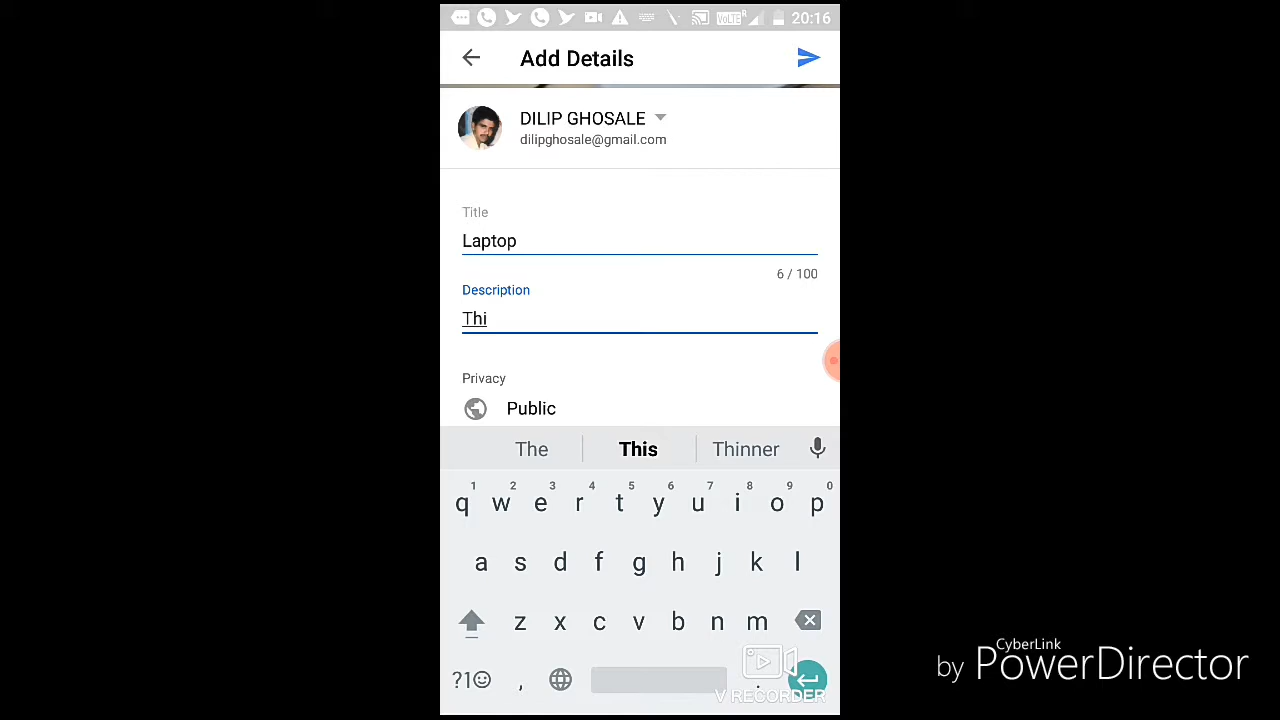 VoLTE R 20:16
Add Details
DILIP GHOSALE
dilipghosale@gmail.com
Title
Laptop
6 / 100
Description
Thi
Privacy
Public
The This Thinner
1 2 3 4 5 6 7 8 9 0
q w e r t y u i o p
a s d f g h j k l
z x c v b n m
?1 , .
V RECORDER
CyberLink
by PowerDirector